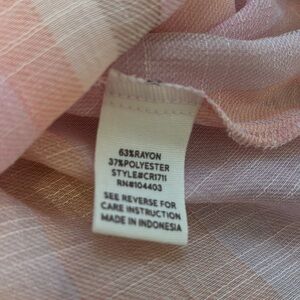 63%RAYON
37%POLYESTER
STYLE#CR1711
RN#104403
SEE REVERSE FOR
CARE INSTRUCTION
MADE IN INDONESIA